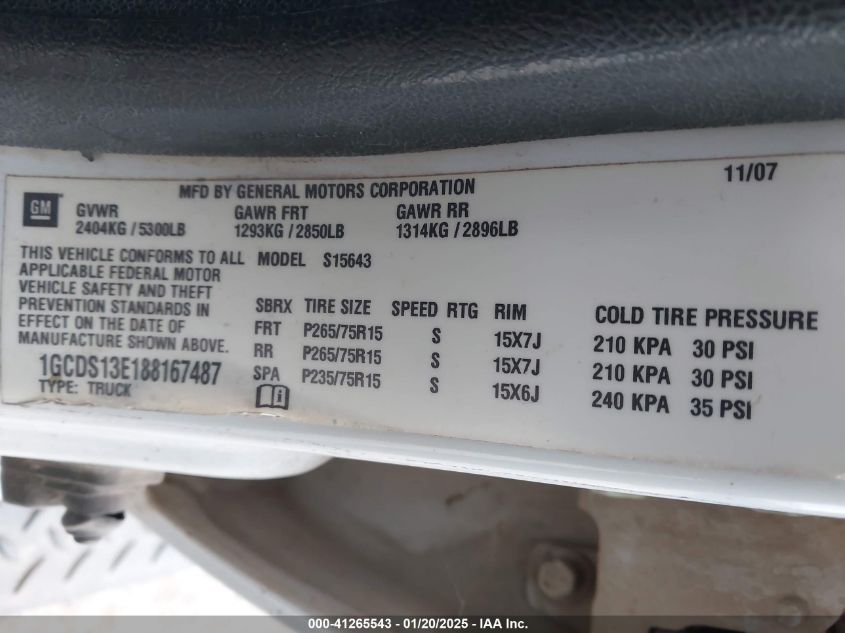 11/07
MFD BY GENERAL MOTORS CORPORATION
GM
GVWR GAWR FRT GAWR RR
2404KG / 5300LB 1293KG / 2850LB 1314KG / 2896LB
THIS VEHICLE CONFORMS TO ALL
APPLICABLE FEDERAL MOTOR
VEHICLE SAFETY AND THEFT
PREVENTION STANDARDS IN
EFFECT ON THE DATE OF
MANUFACTURE SHOWN ABOVE.
1GCDS13E188167487
TYPE: TRUCK
MODEL S15643
SBRX TIRE SIZE SPEED RTG RIM COLD TIRE PRESSURE
FRT P265/75R15 S 15X7J 210 KPA 30 PSI
RR P265/75R15 S 15X7J 210 KPA 30 PSI
SPA P235/75R15 S 15X6J 240 KPA 35 PSI
i
000-41265543 - 01/20/2025 - IAA Inc.